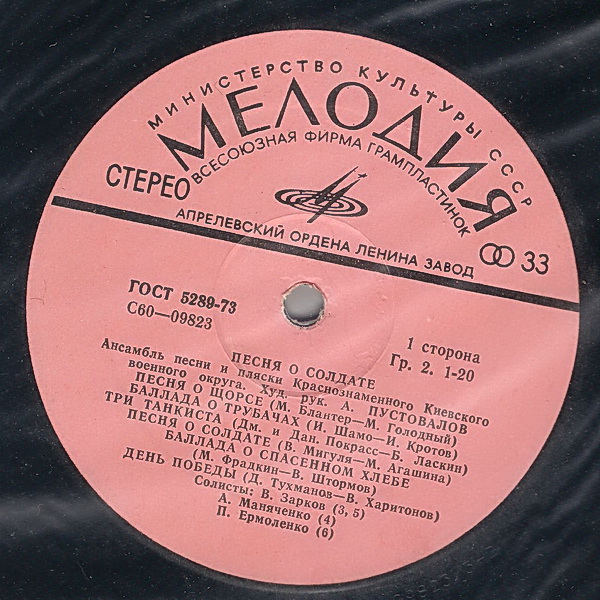 МИНИСТЕРСТВО КУЛЬТУРЫ СССР
МЕЛОДИЯ
ВСЕСОЮЗНАЯ ФИРМА ГРАМПЛАСТИНОК
СТЕРЕО
33
АПРЕЛЕВСКИЙ ОРДЕНА ЛЕНИНА ЗАВОД
ГОСТ 5289-73
С60—09823
1 сторона
Гр. 2. 1-20
ПЕСНЯ О СОЛДАТЕ
Ансамбль песни и пляски Краснознаменного Киевского
военного округа. Худ. рук. А. ПУСТОВАЛОВ
ПЕСНЯ О ЩОРСЕ (М. Блантер—М. Голодный)
БАЛЛАДА О ТРУБАЧАХ (И. Шамо—И. Кротов)
ТРИ ТАНКИСТА (Дм. и Дан. Покрасс—Б. Ласкин)
ПЕСНЯ О СОЛДАТЕ (В. Мигуля—М. Агашина)
БАЛЛАДА О СПАСЕННОМ ХЛЕБЕ
(М. Фрадкин—В. Штормов)
ДЕНЬ ПОБЕДЫ (Д. Тухманов—В. Харитонов)
Солисты: В. Зарков (3, 5)
А. Маняченко (4)
П. Ермоленко (6)